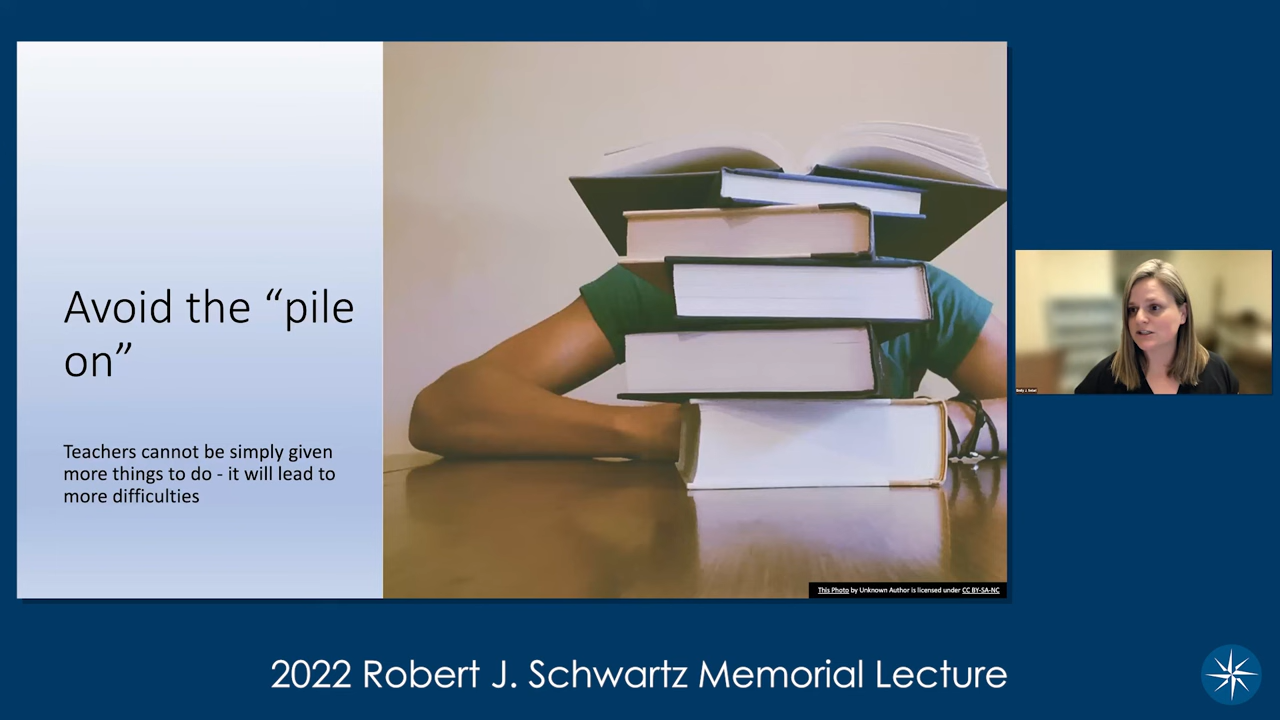 Avoid the “pile
on”
Teachers cannot be simply given
more things to do - it will lead to
more difficulties
This Photo by Unknown Author is licensed under CC BY-SA-NC
2022 Robert J. Schwartz Memorial Lecture